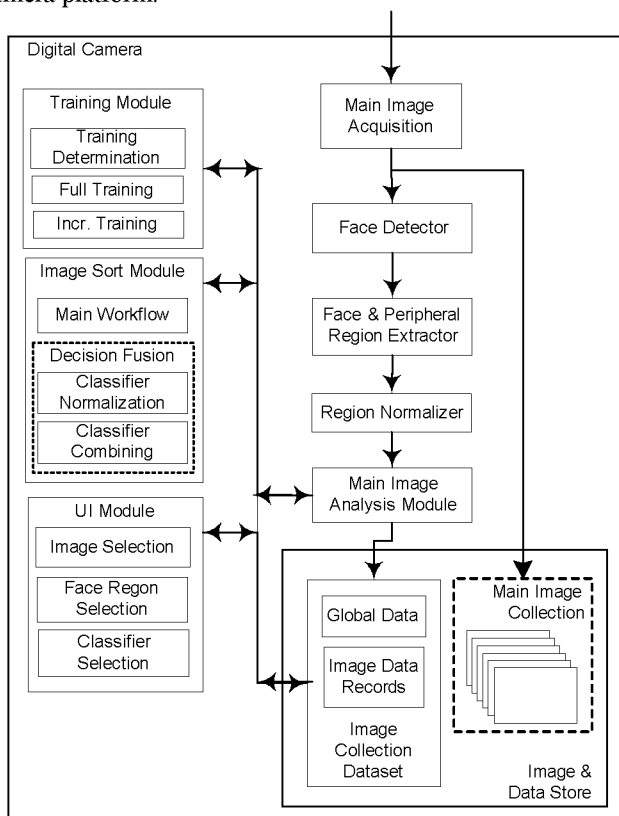 platform.
Digital Camera
Training Module
Training
Determination
Full Training
Incr. Training
Image Sort Module
Main Workflow
Decision Fusion
Classifier
Normalization
Classifier
Combining
UI Module
Image Selection
Face Regon
Selection
Classifier
Selection
Main Image
Acquisition
Face Detector
Face & Peripheral
Region Extractor
Region Normalizer
Main Image
Analysis Module
Global Data
Image Data
Records
Image
Collection
Dataset
Main Image
Collection
Image &
Data Store